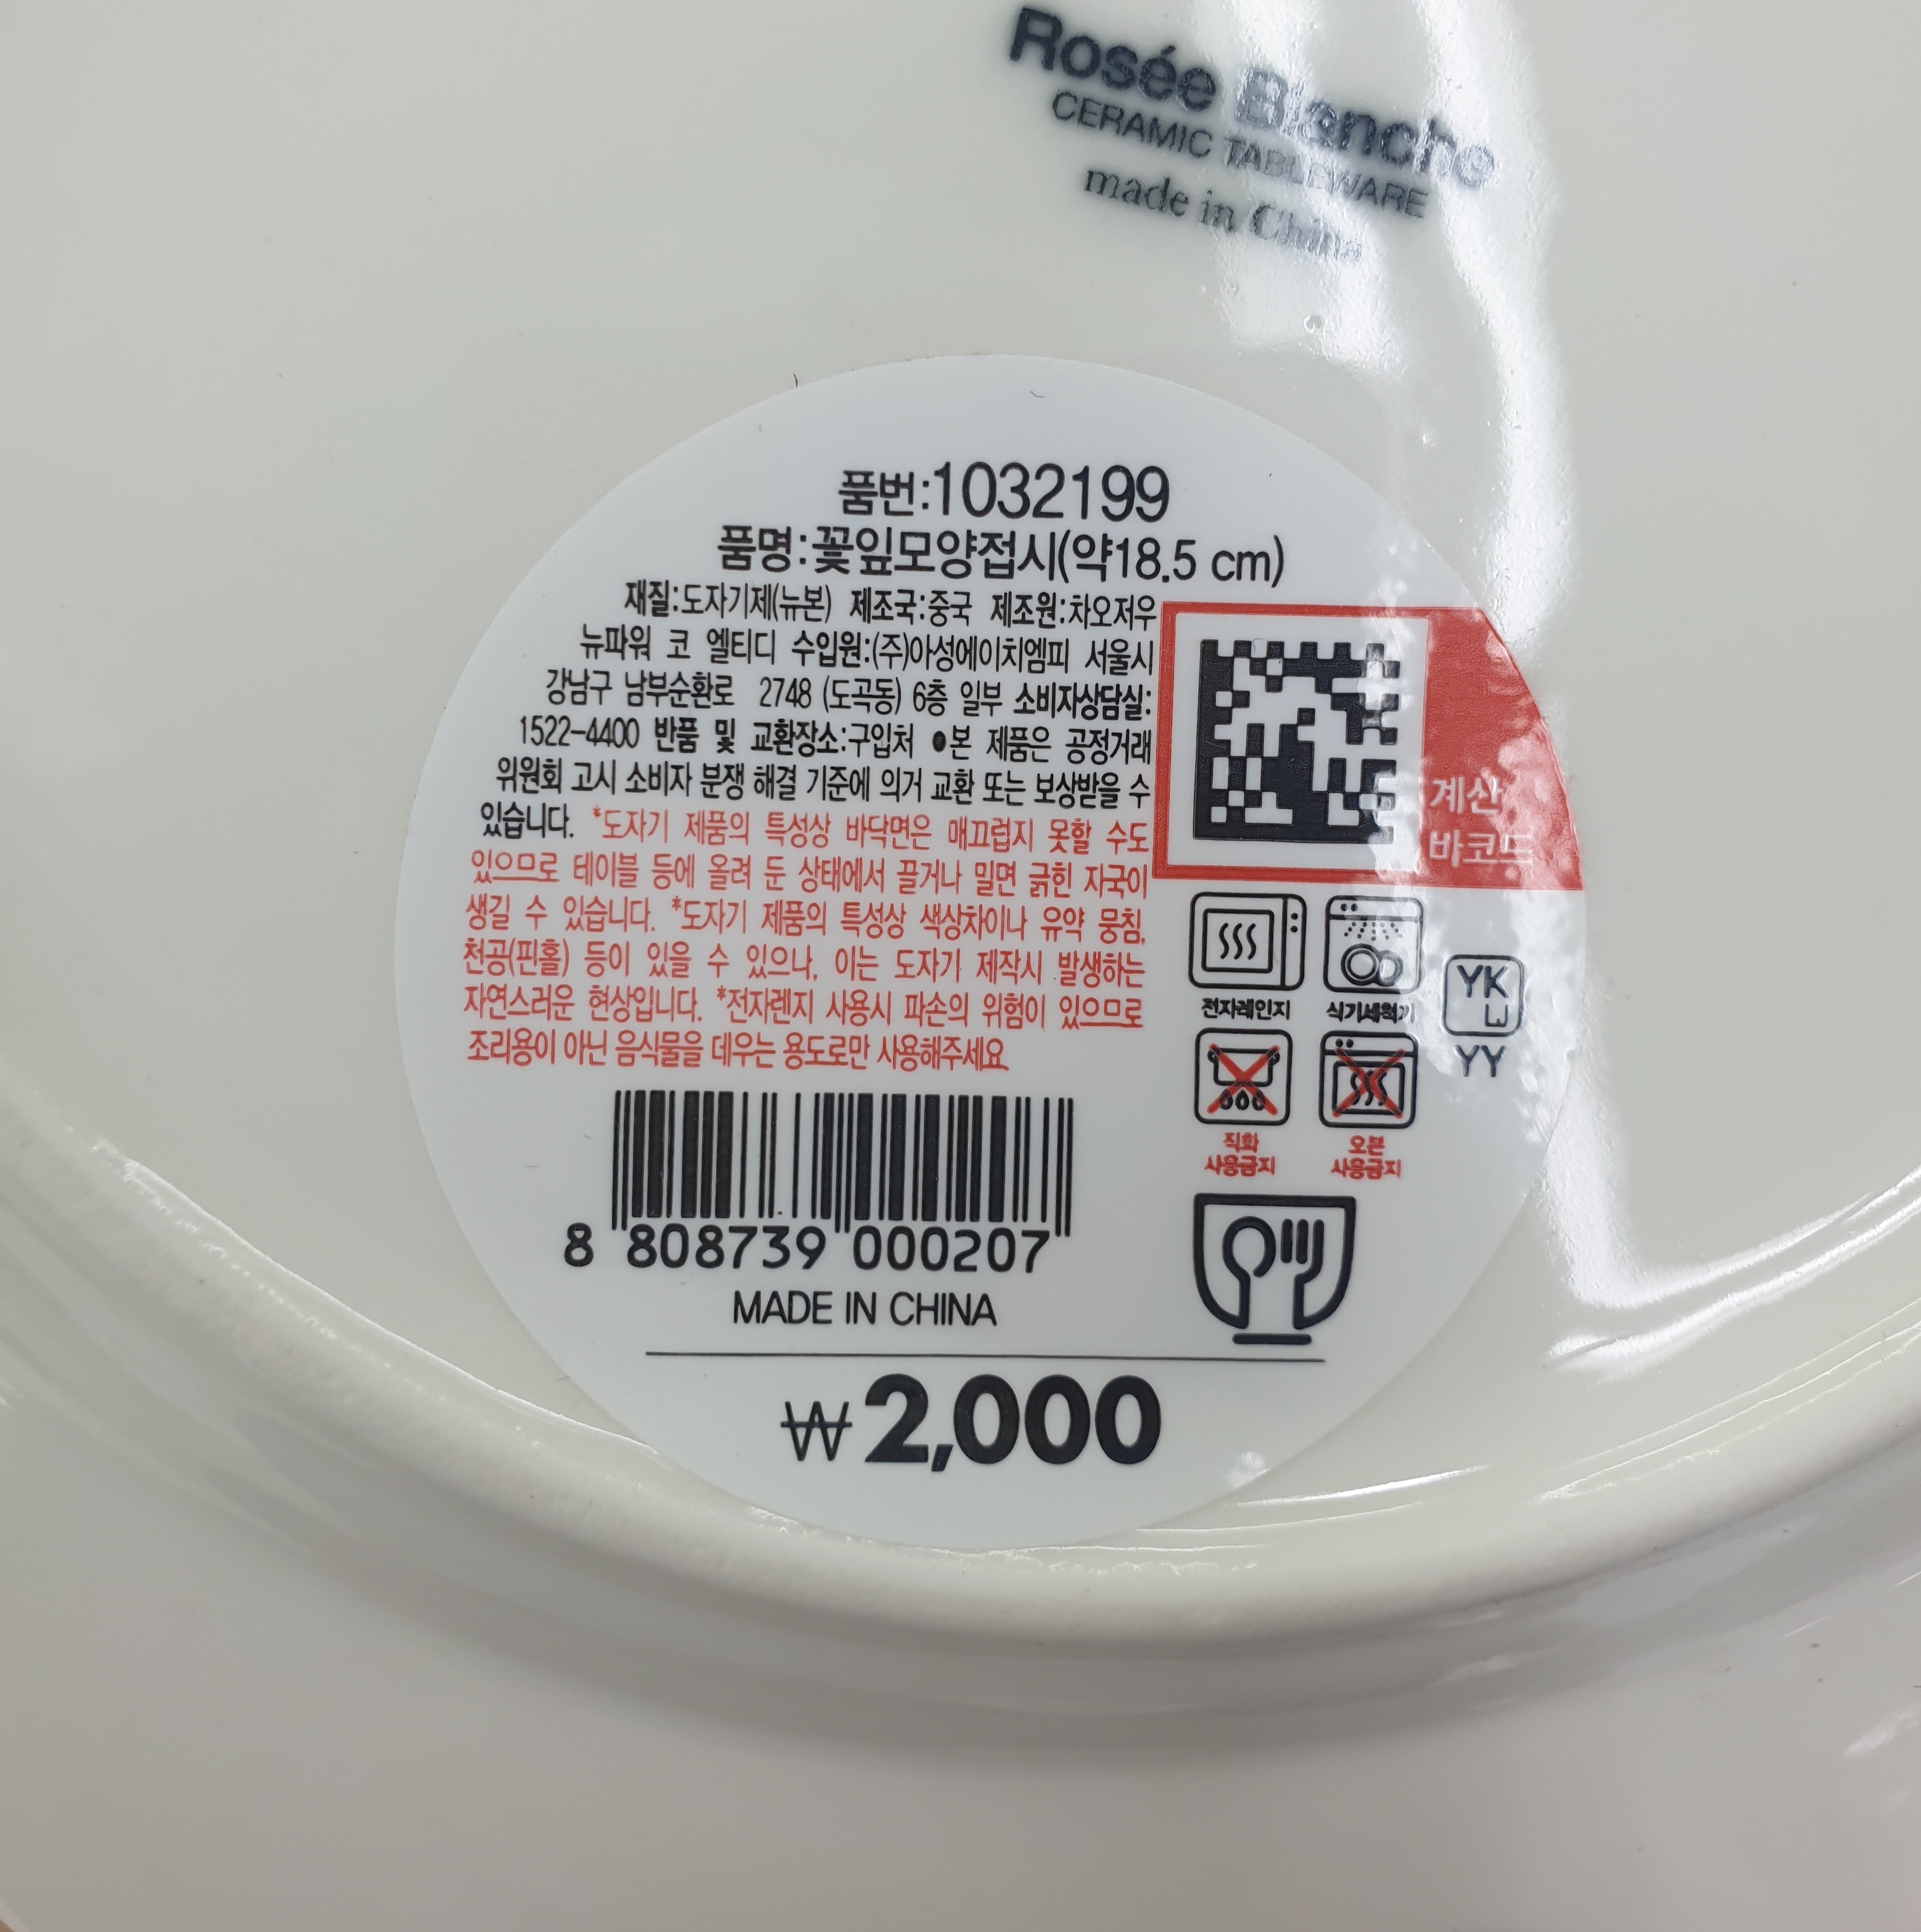 Rosée Blanche
CERAMIC TABLEWARE
made in China
품번:1032199
품명:꽃잎모양접시(약18.5 cm)
재질:도자기제(뉴본) 제조국:중국 제조원:차오저우
뉴파워 코 엘티디 수입원:(주)아성에이치엠피 서울시
강남구 남부순환로 2748 (도곡동) 6층 일부 소비자상담실:
1522-4400 반품 및 교환장소:구입처 ●본 제품은 공정거래
위원회 고시 소비자 분쟁 해결 기준에 의거 교환 또는 보상받을 수
있습니다. *도자기 제품의 특성상 바닥면은 매끄럽지 못할 수도
있으므로 테이블 등에 올려 둔 상태에서 끌거나 밀면 긁힌 자국이
생길 수 있습니다. *도자기 제품의 특성상 색상차이나 유약 뭉침,
천공(핀홀) 등이 있을 수 있으나, 이는 도자기 제작시 발생하는
자연스러운 현상입니다. *전자렌지 사용시 파손의 위험이 있으므로
조리용이 아닌 음식물을 데우는 용도로만 사용해주세요.
계산
바코드
전자레인지 식기세척기
YK
W
YY
직화
사용금지
오븐
사용금지
8 808739 000207
MADE IN CHINA
₩2,000